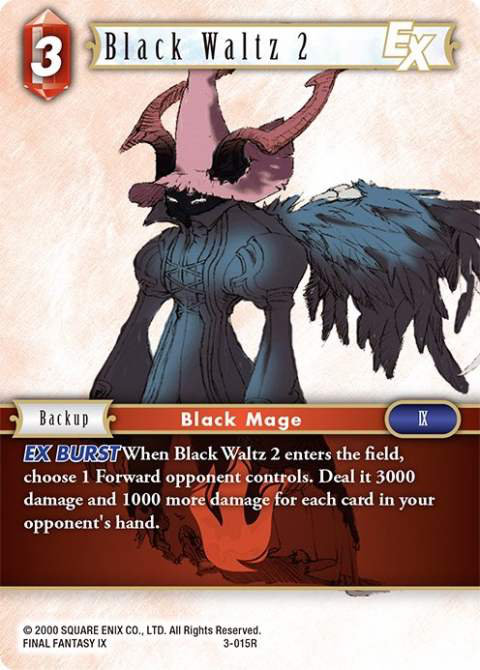 3
Black Waltz 2
EX
Backup
Black Mage
IX
EX BURST When Black Waltz 2 enters the field,
choose 1 Forward opponent controls. Deal it 3000
damage and 1000 more damage for each card in your
opponent's hand.
© 2000 SQUARE ENIX CO., LTD. All Rights Reserved.
FINAL FANTASY IX
3-015R